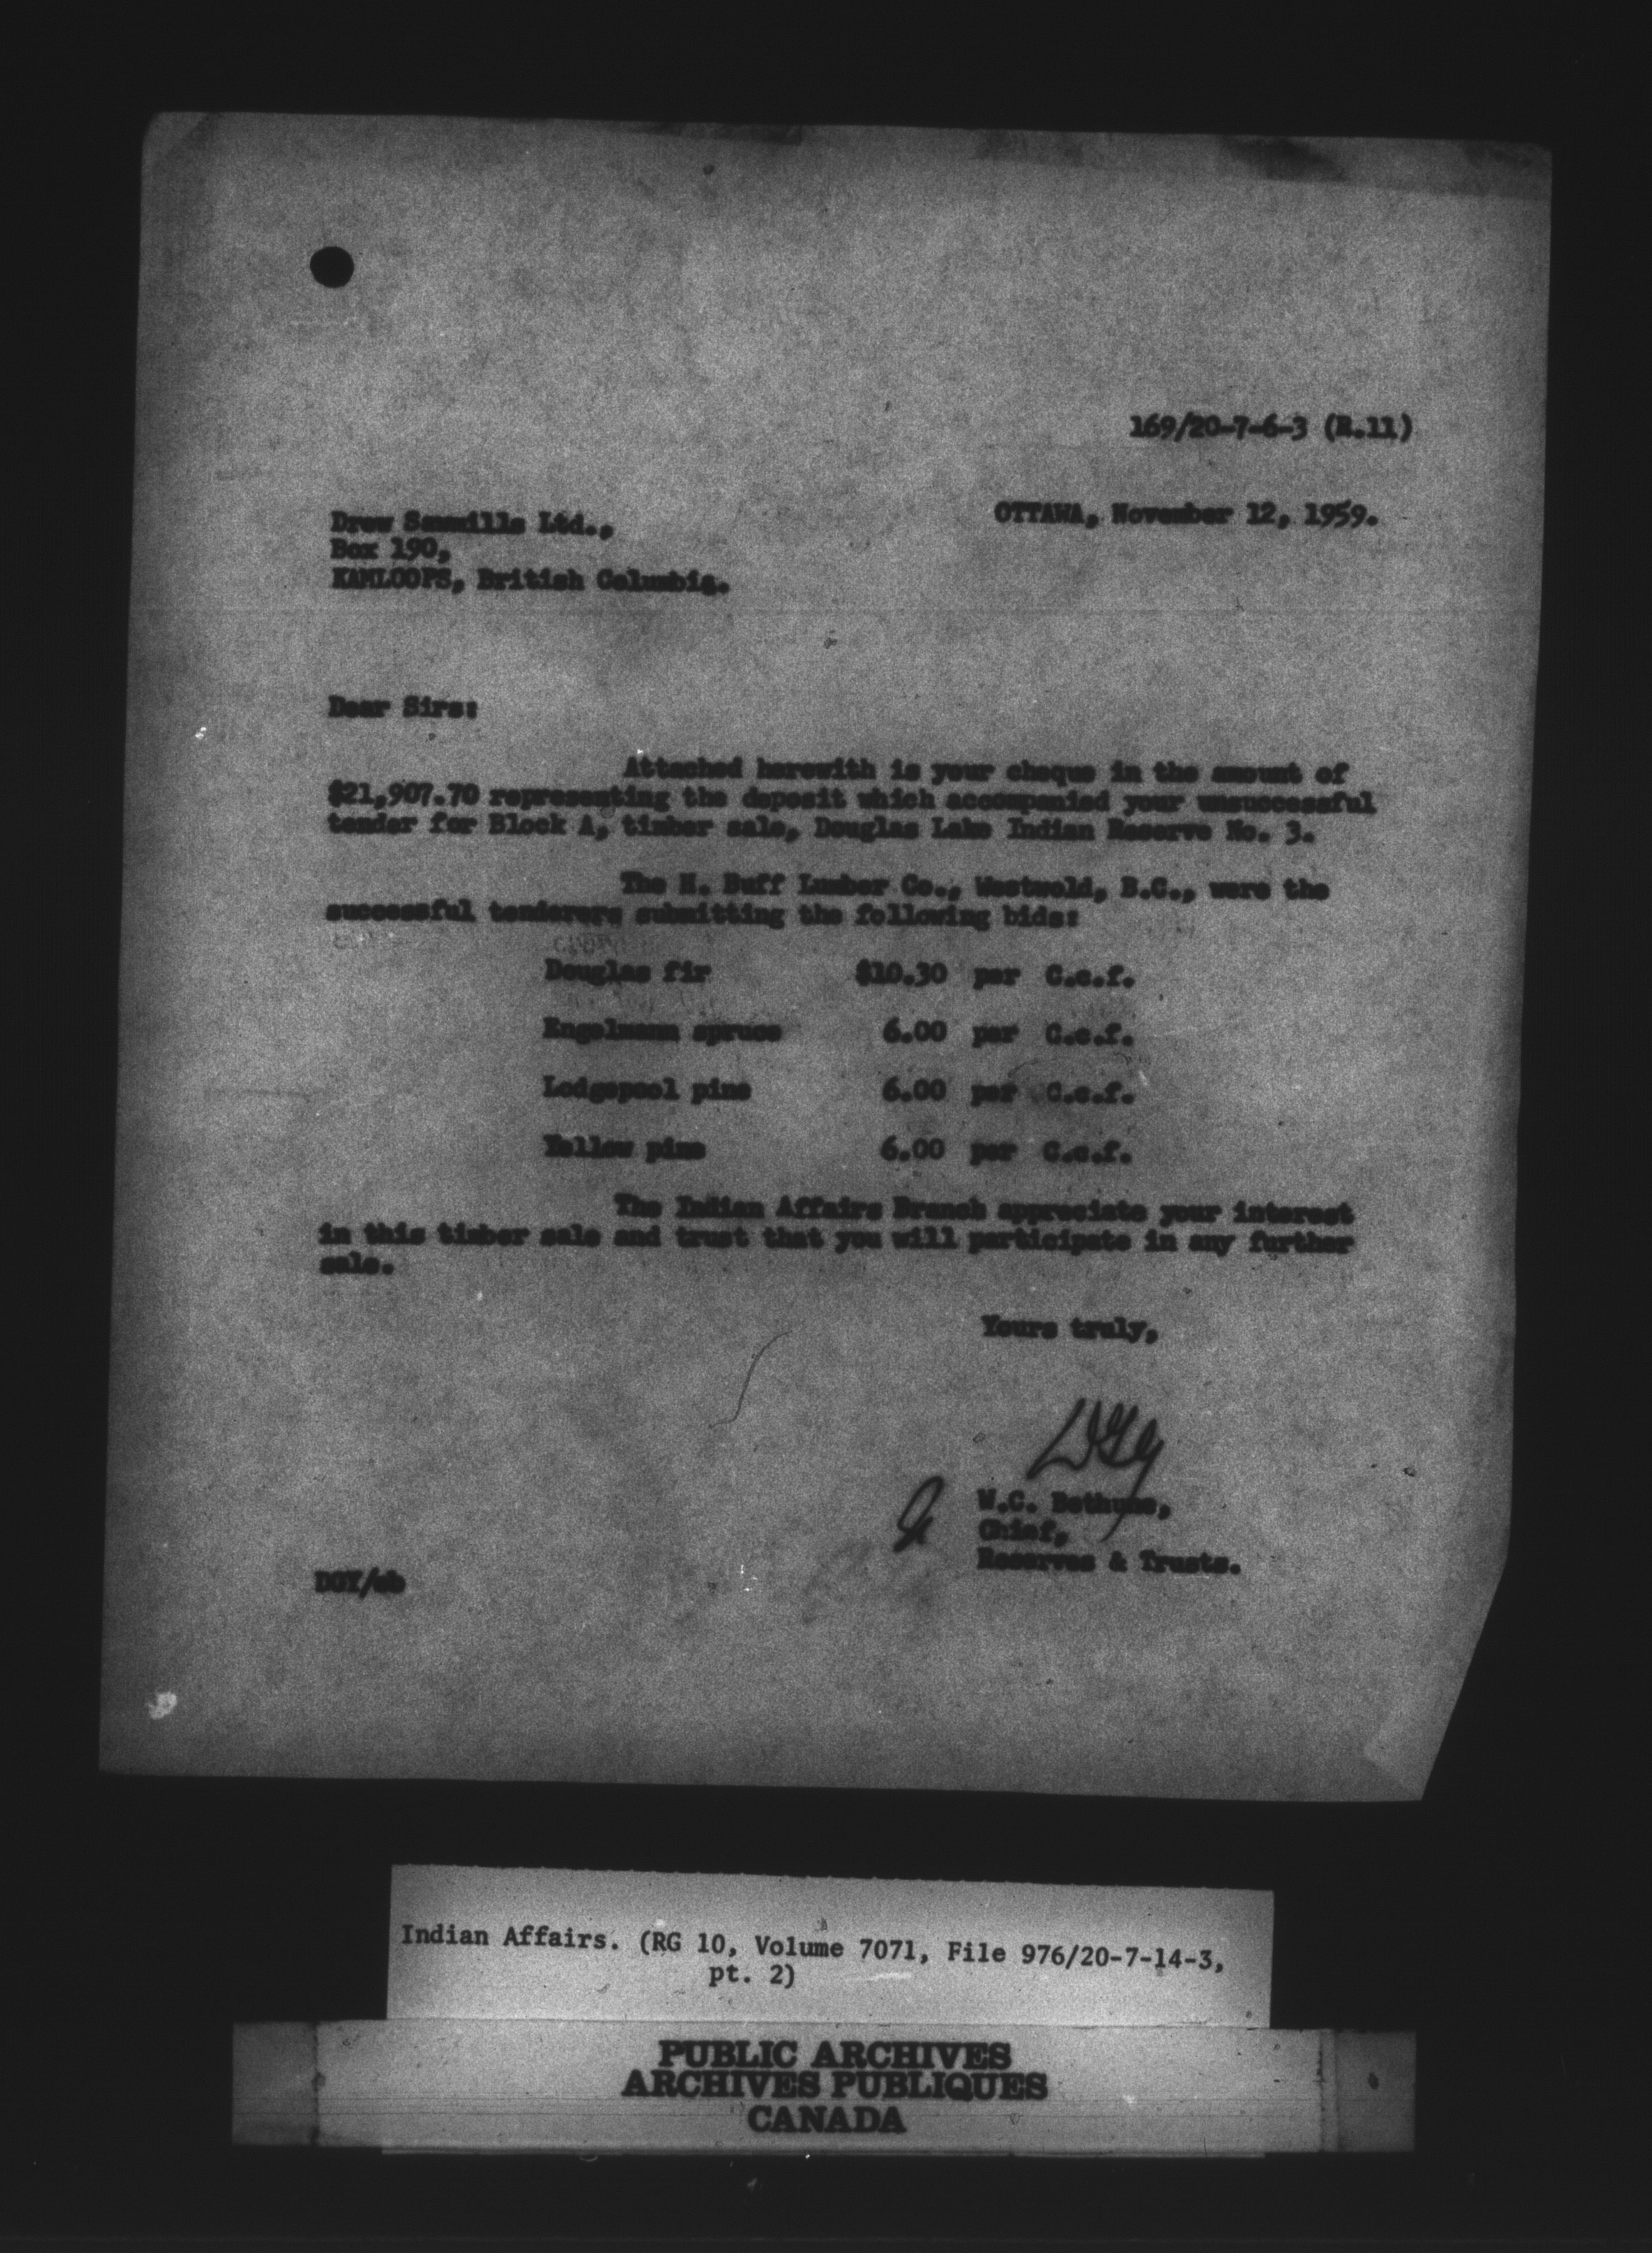 169/20-7-6-3 (R.11)
OTTAWA, November 12, 1959.
Drew Sawmills Ltd.,
Box 190,
KAMLOOPS, British Columbia.
Dear Sirs:
Attached herewith is your cheque in the amount of
$21,907.70 representing the deposit which accompanied your unsuccessful
tender for Block A, timber sale, Douglas Lake Indian Reserve No. 3.
The H. Buff Lumber Co., Westwold, B.C., were the
successful tenderers submitting the following bids:
Douglas fir $10.30 per C.c.f.
Engelmann spruce 6.00 per C.c.f.
Lodgepool pine 6.00 per C.c.f.
Yellow pine 6.00 per C.c.f.
The Indian Affairs Branch appreciate your interest
in this timber sale and trust that you will participate in any further
sale.
Yours truly,
W.C. Bethune,
Chief,
Reserves & Trusts.
Indian Affairs. (RG 10, Volume 7071, File 976/20-7-14-3,
pt. 2)
PUBLIC ARCHIVES
ARCHIVES PUBLIQUES
CANADA